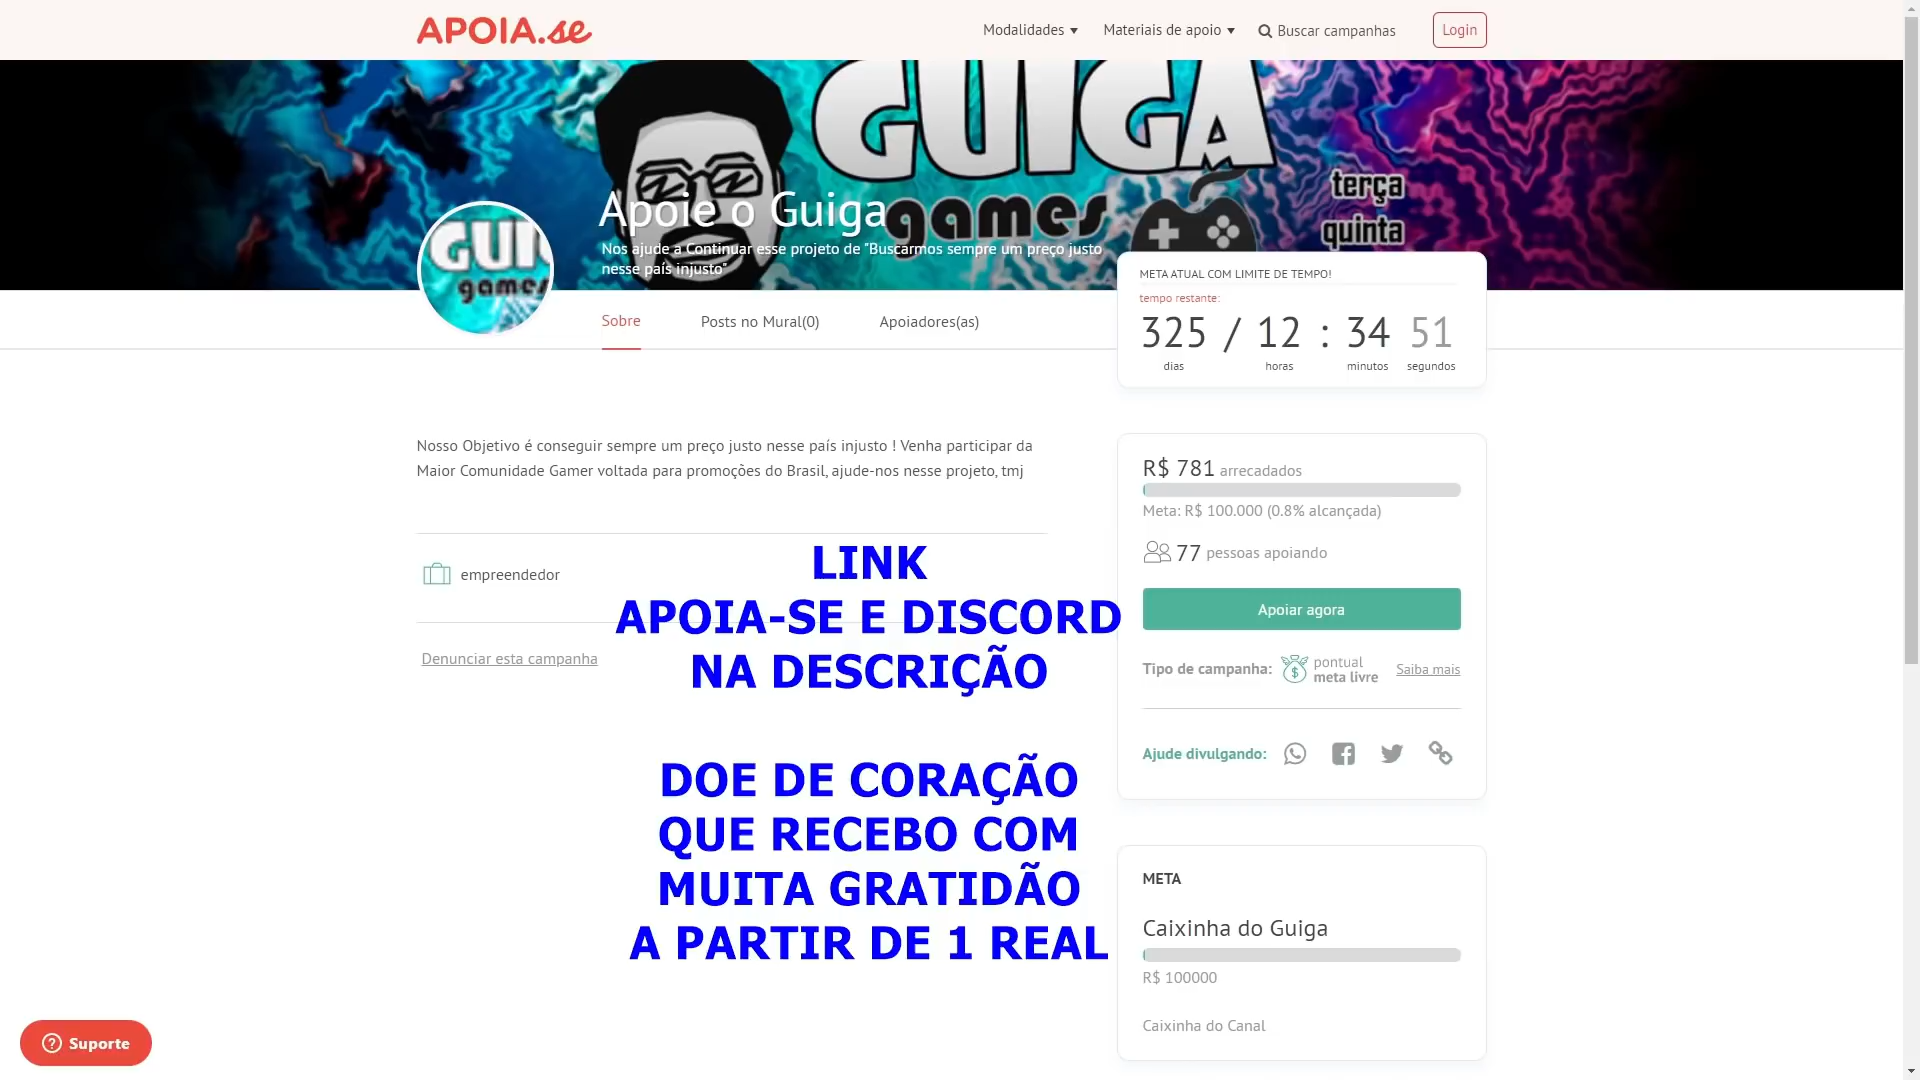 APOIA.se
Modalidades
Materiais de apoio
Buscar campanhas
Login
GUIGA
games
terça
quinta
GUI
games
Apoie o Guiga
Nos ajude a Continuar esse projeto de "Buscarmos sempre um preço justo
nesse país injusto"
META ATUAL COM LIMITE DE TEMPO!
tempo restante:
325 / 12 : 34 51
dias horas minutos segundos
Sobre
Posts no Mural(0)
Apoiadores(as)
Nosso Objetivo é conseguir sempre um preço justo nesse país injusto ! Venha participar da
Maior Comunidade Gamer voltada para promoções do Brasil, ajude-nos nesse projeto, tmj
empreendedor
Denunciar esta campanha
LINK
APOIA-SE E DISCORD
NA DESCRIÇÃO
DOE DE CORAÇÃO
QUE RECEBO COM
MUITA GRATIDÃO
A PARTIR DE 1 REAL
R$ 781 arrecadados
Meta: R$ 100.000 (0.8% alcançada)
77 pessoas apoiando
Apoiar agora
Tipo de campanha: pontual
meta livre
Saiba mais
Ajude divulgando:
META
Caixinha do Guiga
R$ 100000
Caixinha do Canal
Suporte